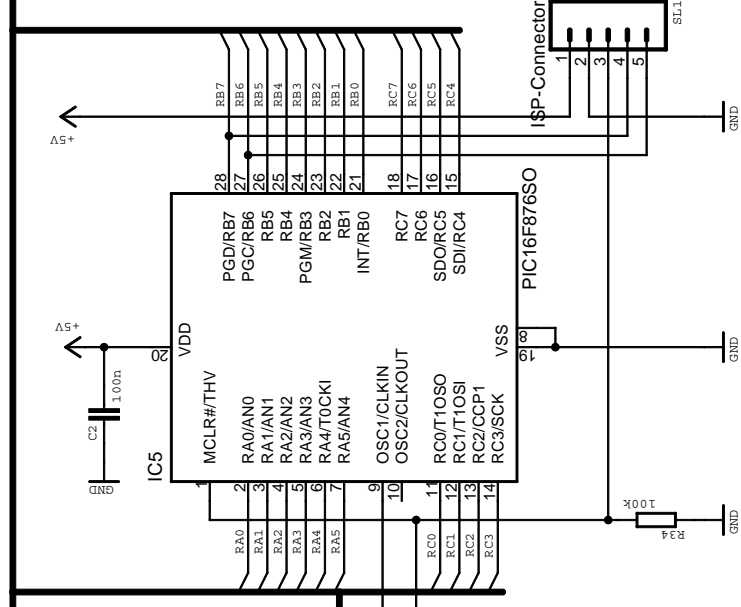 ISP-Connector
SL1
1
2
3
4
5
+5V
GND
RB7
RB6
RB5
RB4
RB3
RB2
RB1
RB0
RC7
RC6
RC5
RC4
28
27
26
25
24
23
22
21
18
17
16
15
PGD/RB7
PGC/RB6
RB5
RB4
PGM/RB3
RB2
RB1
INT/RB0
RC7
RC6
SDO/RC5
SDI/RC4
PIC16F876SO
+5V
20
VDD
VSS
8
19
GND
C2
100n
GND
IC5
MCLR#/THV
RA0/AN0
RA1/AN1
RA2/AN2
RA3/AN3
RA4/T0CKI
RA5/AN4
OSC1/CLKIN
OSC2/CLKOUT
RC0/T1OSO
RC1/T1OSI
RC2/CCP1
RC3/SCK
1
2
3
4
5
6
7
9
10
11
12
13
14
RA0
RA1
RA2
RA3
RA4
RA5
RC0
RC1
RC2
RC3
100k
R34
GND